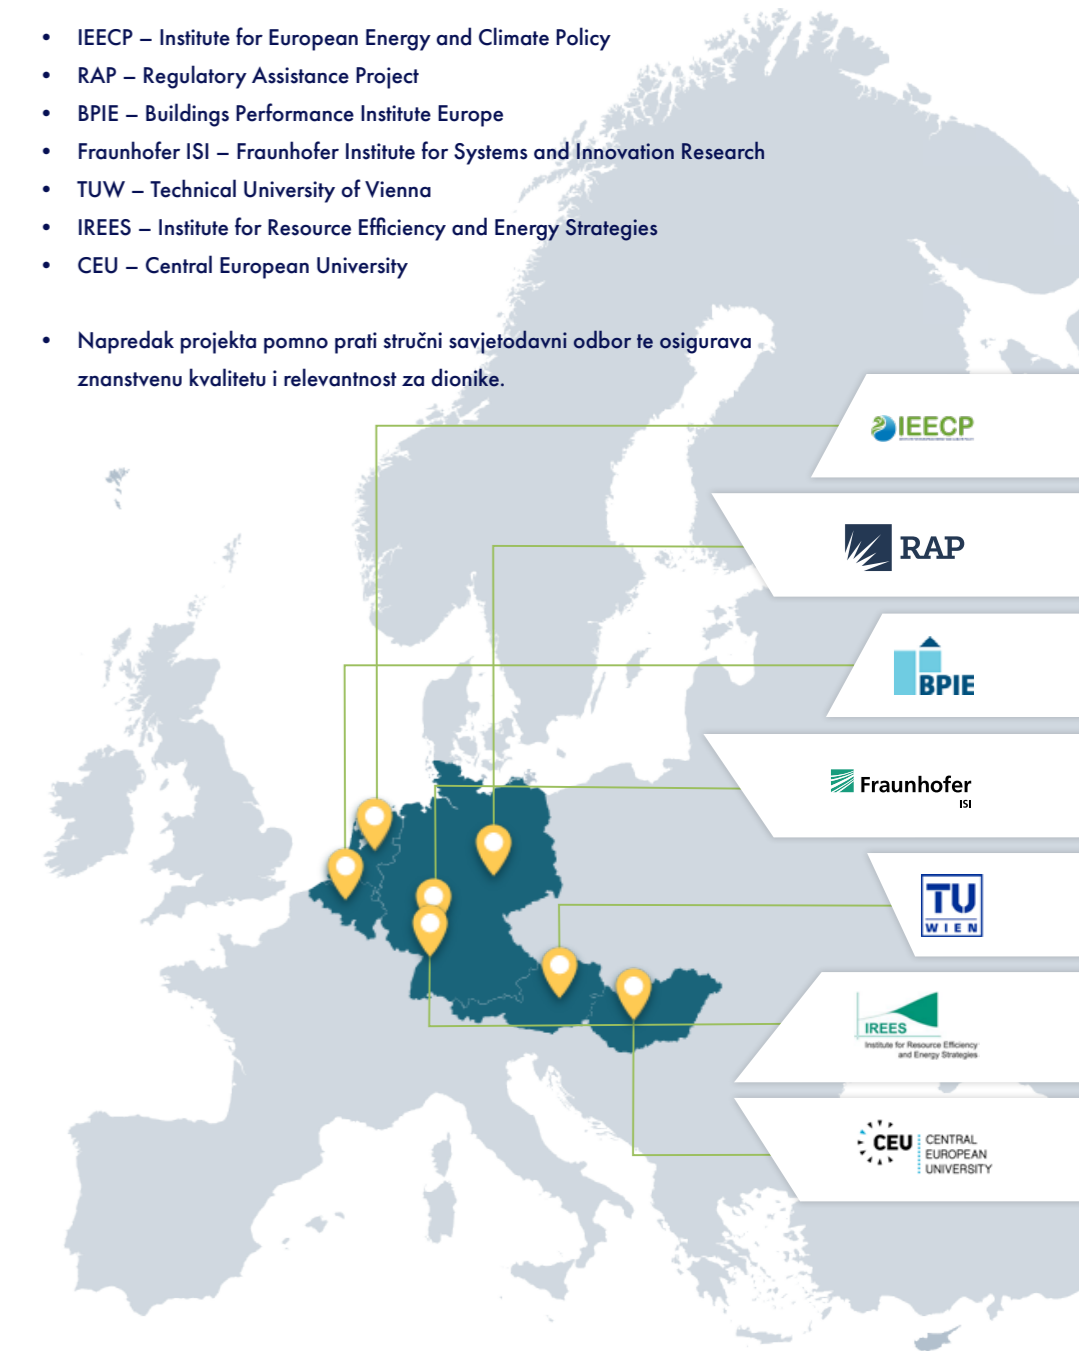 • IEECP – Institute for European Energy and Climate Policy
• RAP – Regulatory Assistance Project
• BPIE – Buildings Performance Institute Europe
• Fraunhofer ISI – Fraunhofer Institute for Systems and Innovation Research
• TUW – Technical University of Vienna
• IREES – Institute for Resource Efficiency and Energy Strategies
• CEU – Central European University
• Napredak projekta pomno prati stručni savjetodavni odbor te osigurava
znanstvenu kvalitetu i relevantnost za dionike.
IEECP
RAP
BPIE
Fraunhofer
ISI
TU
WIEN
IREES
Institute for Resource Efficiency
and Energy Strategies
CEU
CENTRAL
EUROPEAN
UNIVERSITY